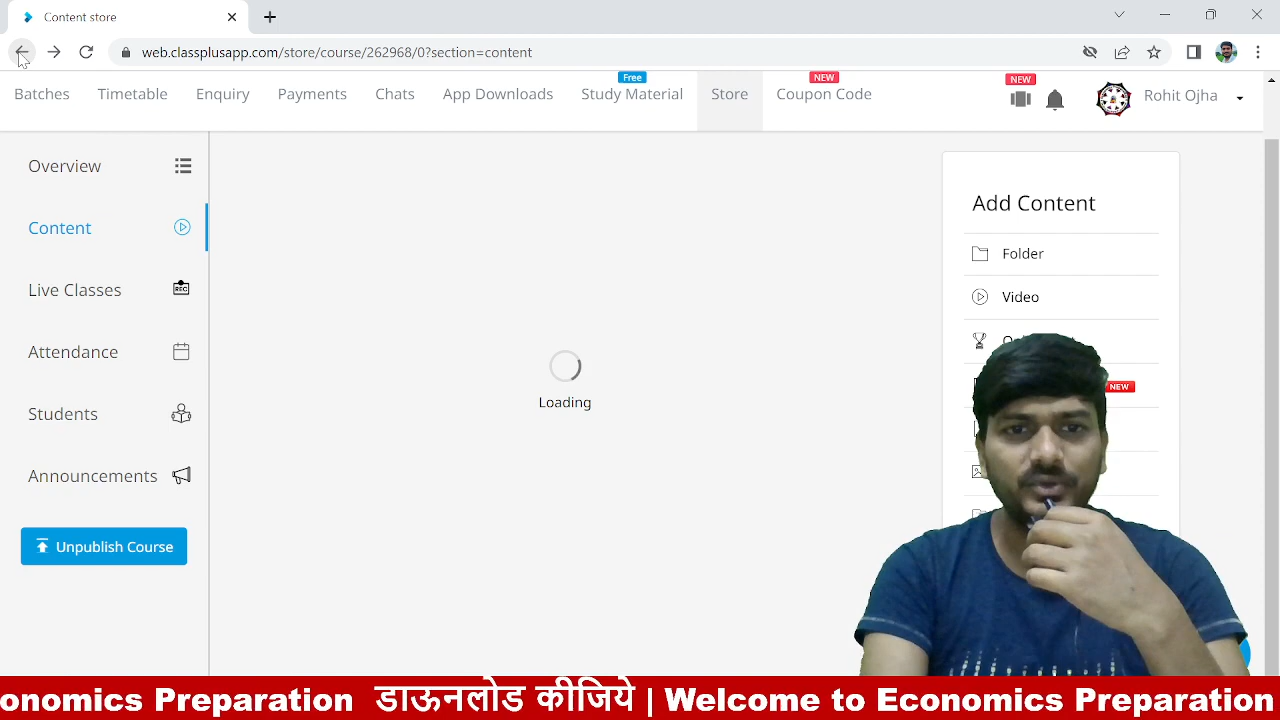 Content store
web.classplusapp.com/store/course/262968/0?section=content
Free
NEW
NEW
Batches Timetable Enquiry Payments Chats App Downloads Study Material Store Coupon Code Rohit Ojha
Overview
Content
Live Classes
REC
Attendance
Students
Announcements
Unpublish Course
Loading
Add Content
Folder
Video
NEW
onomics Preparation डाऊनलोड कीजिये | Welcome to Economics Preparation